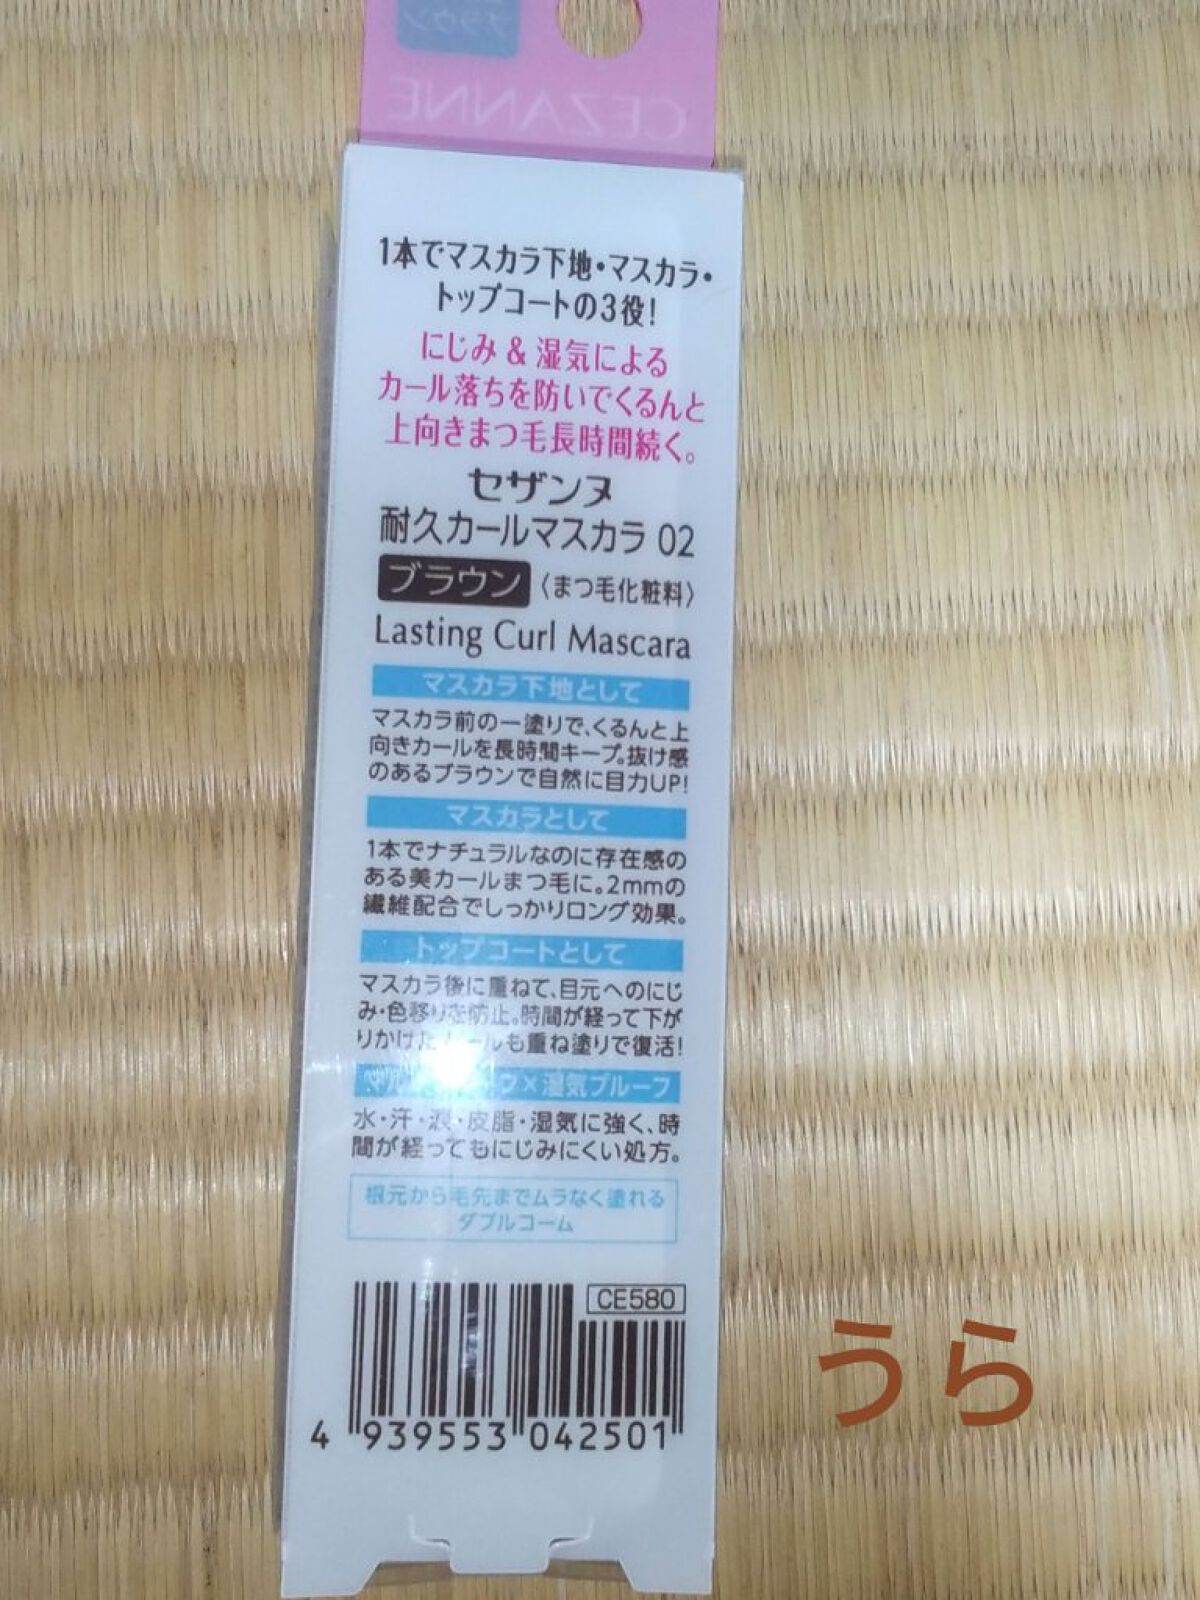 ブラウン
CEZANNE
1本でマスカラ下地・マスカラ・
トップコートの3役!
にじみ & 湿気による
カール落ちを防いでくるんと
上向きまつ毛長時間続く。
セザンヌ
耐久カールマスカラ 02
ブラウン 〈まつ毛化粧料〉
Lasting Curl Mascara
マスカラ下地として
マスカラ前の一塗りで、くるんと上
向きカールを長時間キープ。抜け感
のあるブラウンで自然に目力UP!
マスカラとして
1本でナチュラルなのに存在感の
ある美カールまつ毛に。2mmの
繊維配合でしっかりロング効果。
トップコートとして
マスカラ後に重ねて、目元へのにじ
み・色移りを防止。時間が経って下が
りかけた ールも重ね塗りで復活!
×湿気プルーフ
水・汗・涙・皮脂・湿気に強く、時
間が経ってもにじみにくい処方。
根元から毛先までムラなく塗れる
ダブルコーム
CE580
4 939553 042501
うら